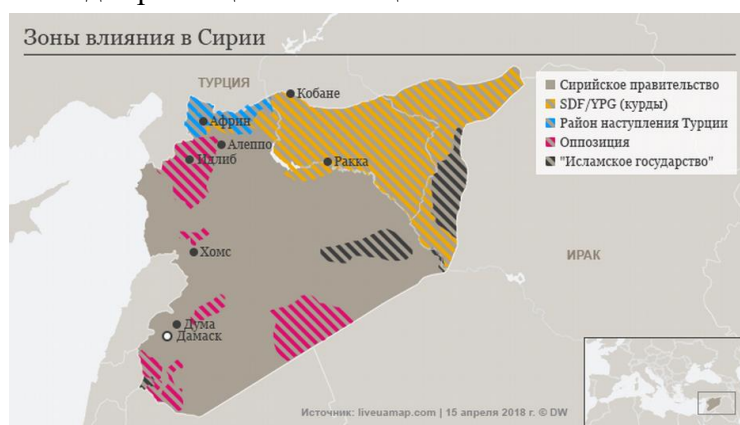 Зоны влияния в Сирии
ТУРЦИЯ
Кобане
Сирийское правительство
SDF/YPG (курды)
Район наступления Турции
Оппозиция
"Исламское государство"
Африн
Алеппо
Идлиб
Ракка
Хомс
ИРАК
Дума
Дамаск
Источник: liveuamap.com | 15 апреля 2018 г. © DW